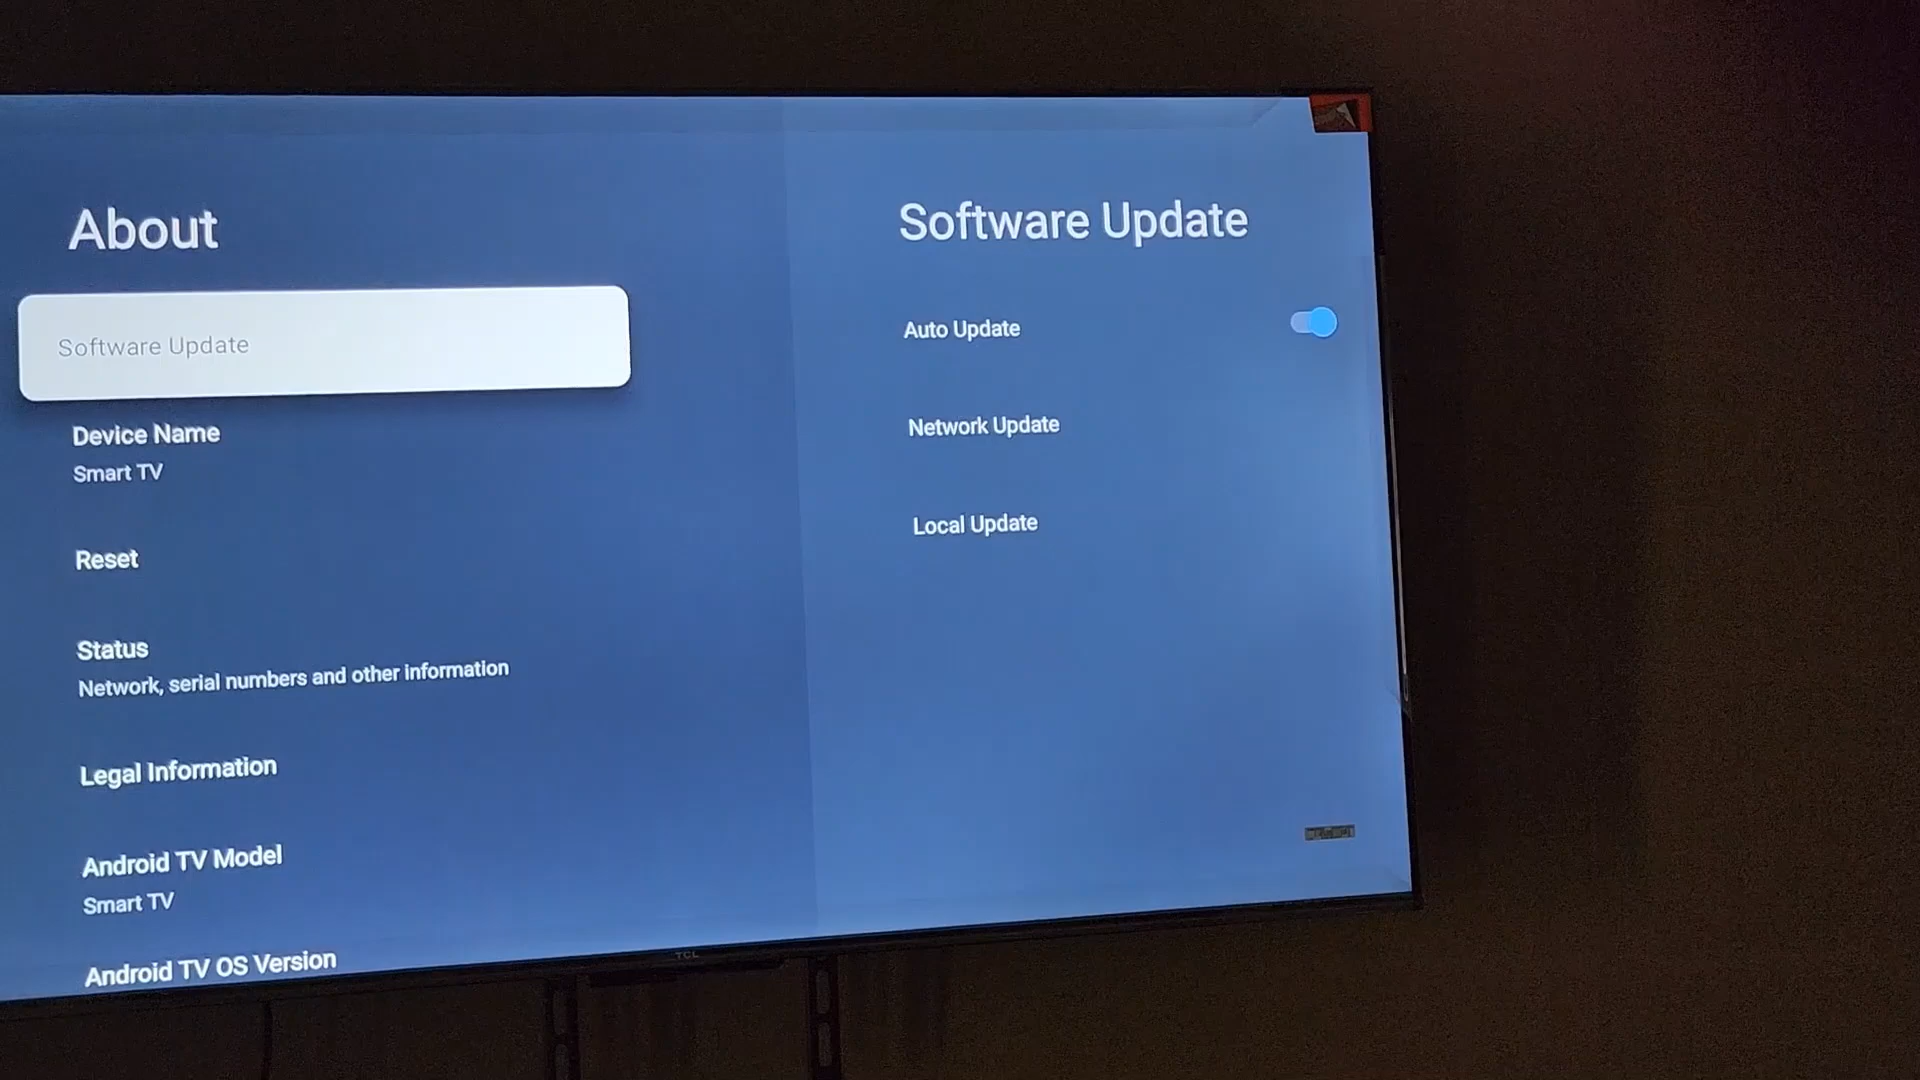 About
Software Update
Device Name
Smart TV
Reset
Status
Network, serial numbers and other information
Legal Information
Android TV Model
Smart TV
Android TV OS Version
Software Update
Auto Update
Network Update
Local Update
TCL